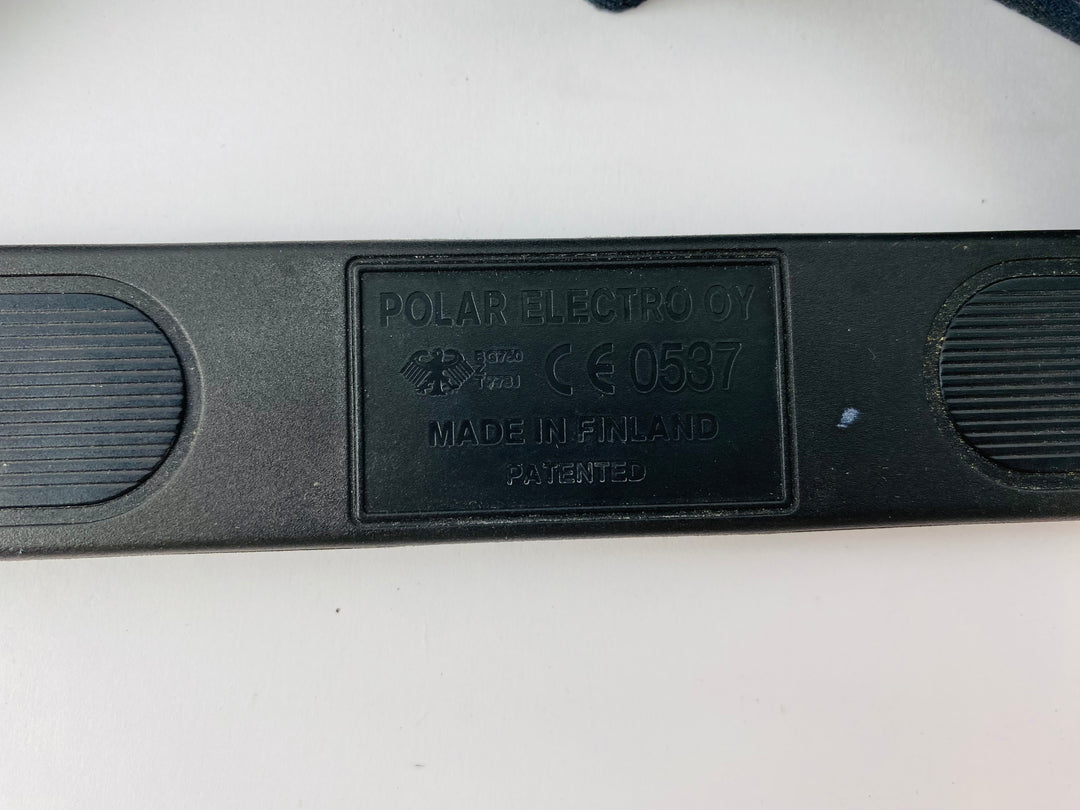 POLAR ELECTRO OY
CE 0537
MADE IN FINLAND
PATENTED